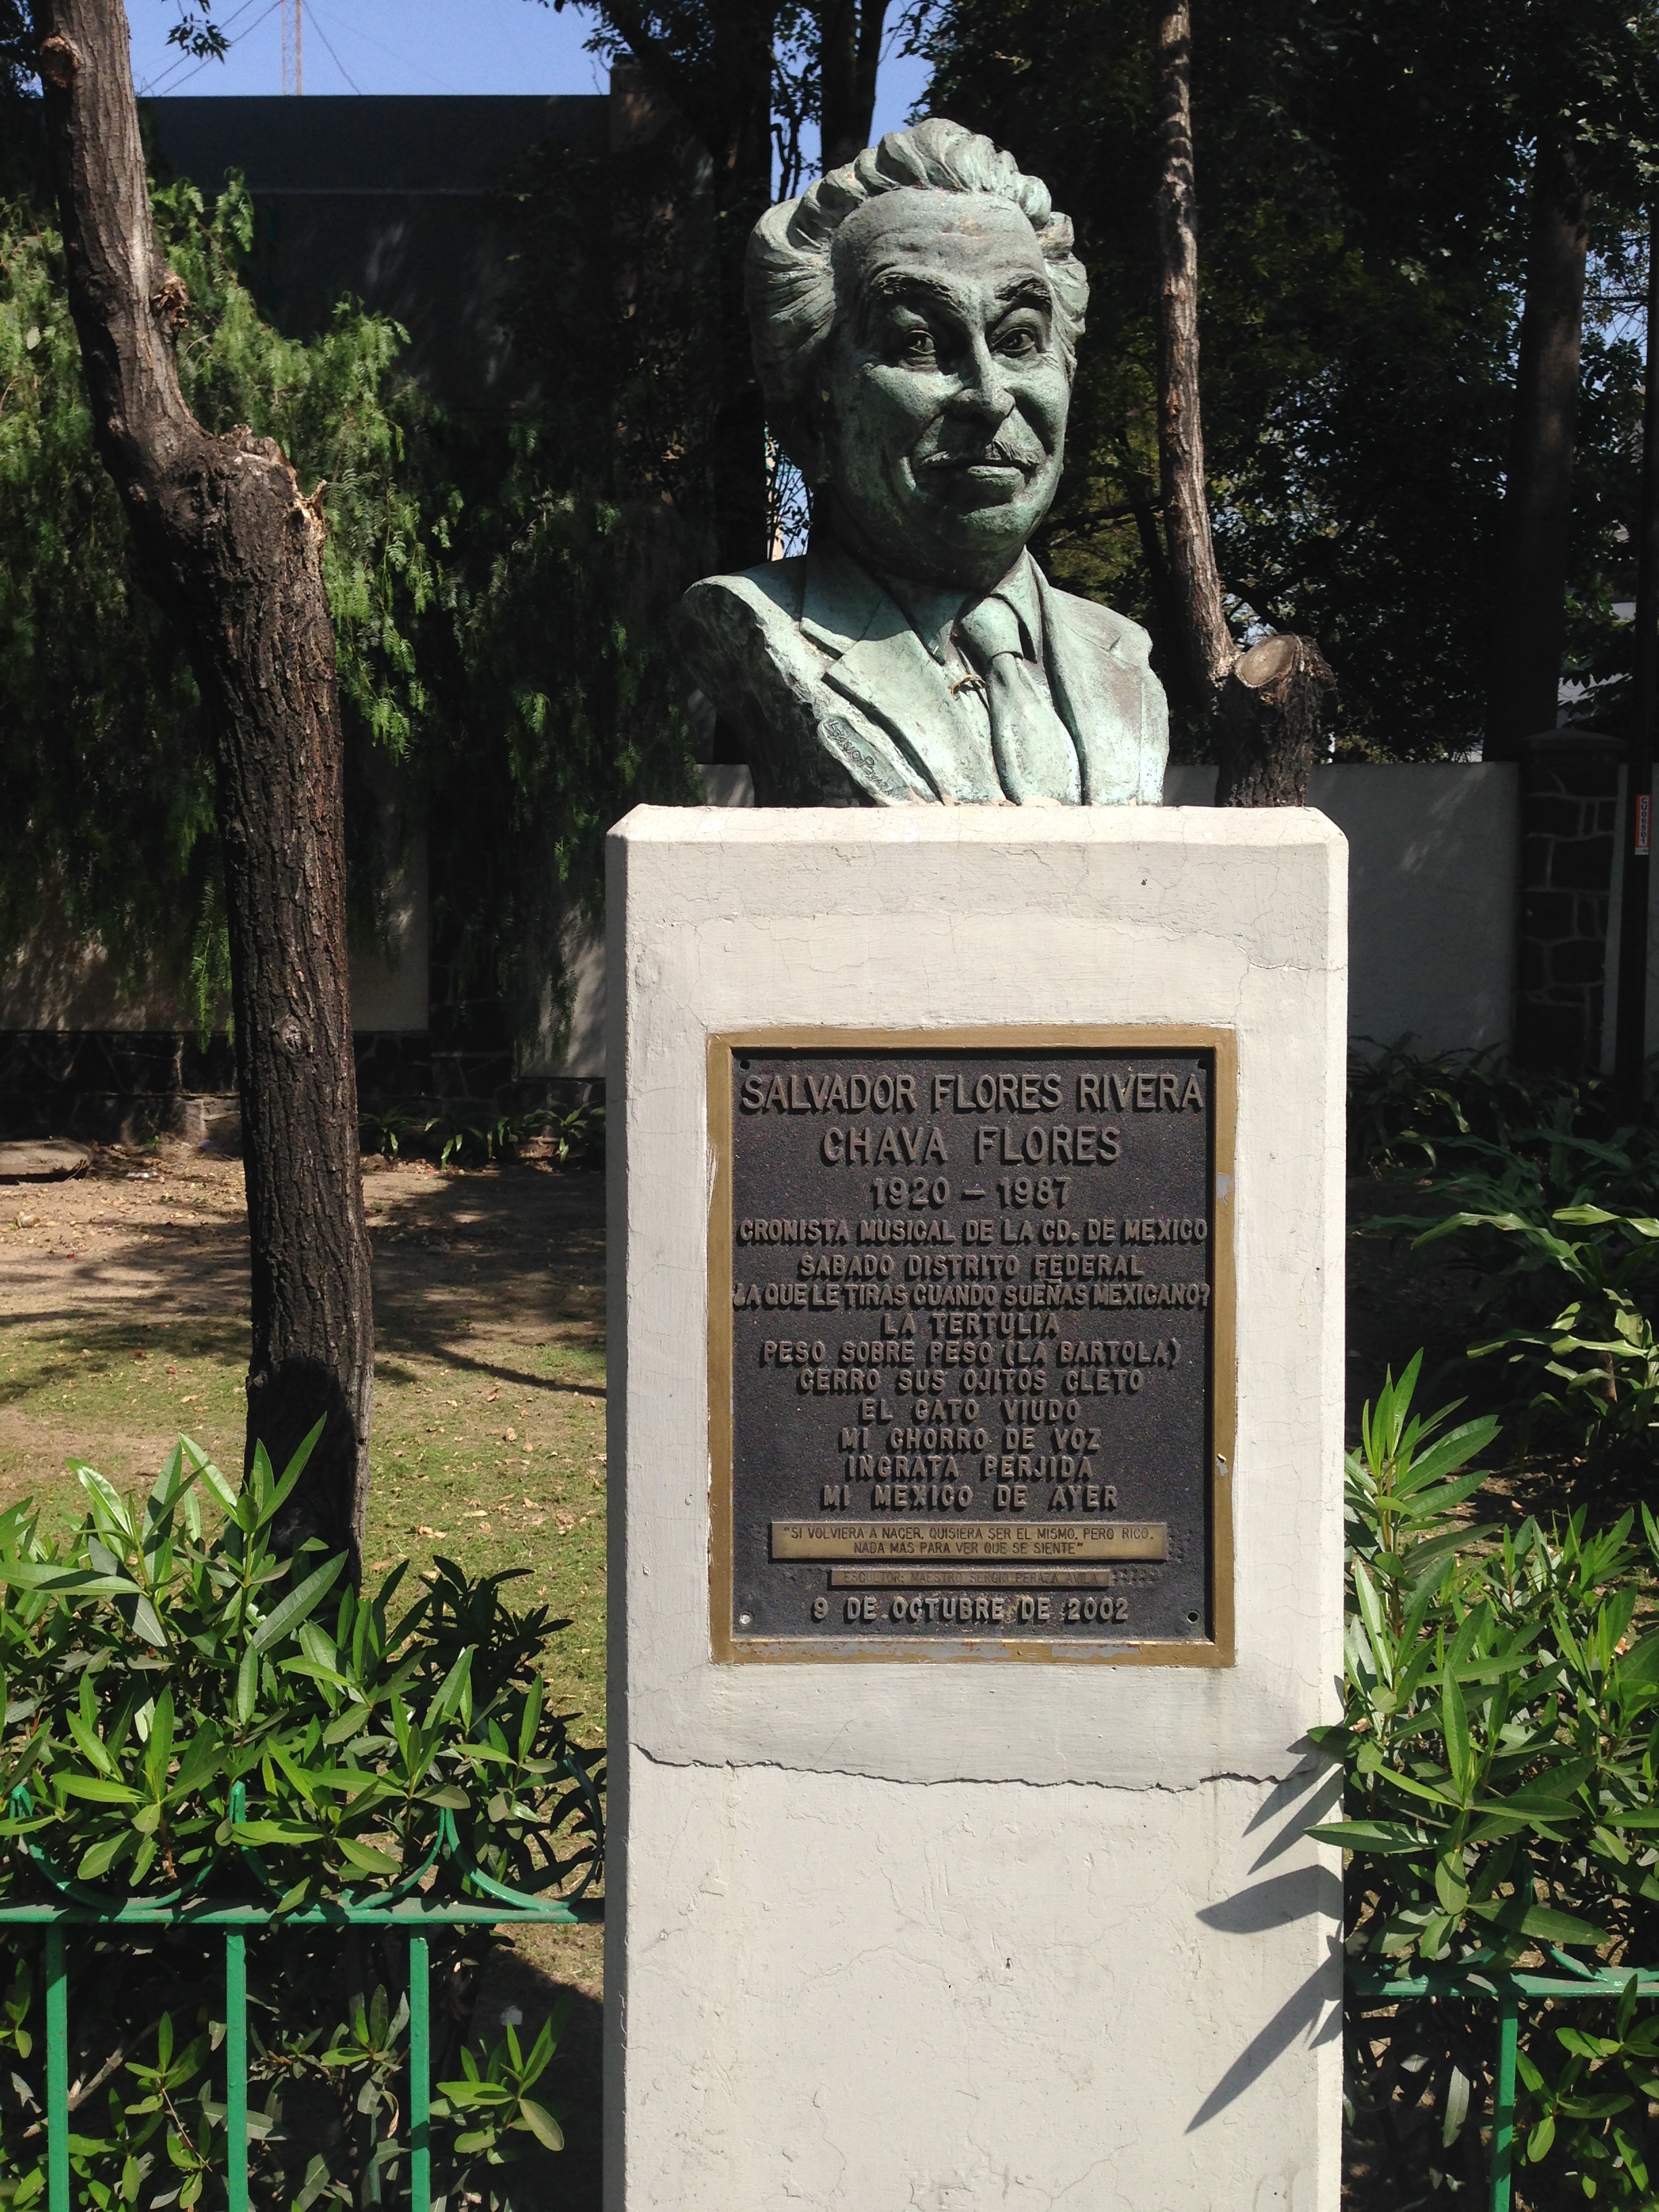 SALVADOR FLORES RIVERA
CHAVA FLORES
1920 – 1987
CRONISTA MUSICAL DE LA CD. DE MEXICO
SABADO DISTRITO FEDERAL
¿A QUE LE TIRAS CUANDO SUEÑAS MEXICANO?
LA TERTULIA
PESO SOBRE PESO (LA BARTOLA)
CERRO SUS OJITOS CLETO
EL GATO VIUDO
MI CHORRO DE VOZ
INGRATA PERJIDA
MI MEXICO DE AYER
"SI VOLVIERA A NACER, QUISIERA SER EL MISMO, PERO RICO.
NADA MAS PARA VER QUE SE SIENTE"
ESCULTOR: MAESTRO SERGIO PERAZA AVILA
9 DE OCTUBRE DE 2002